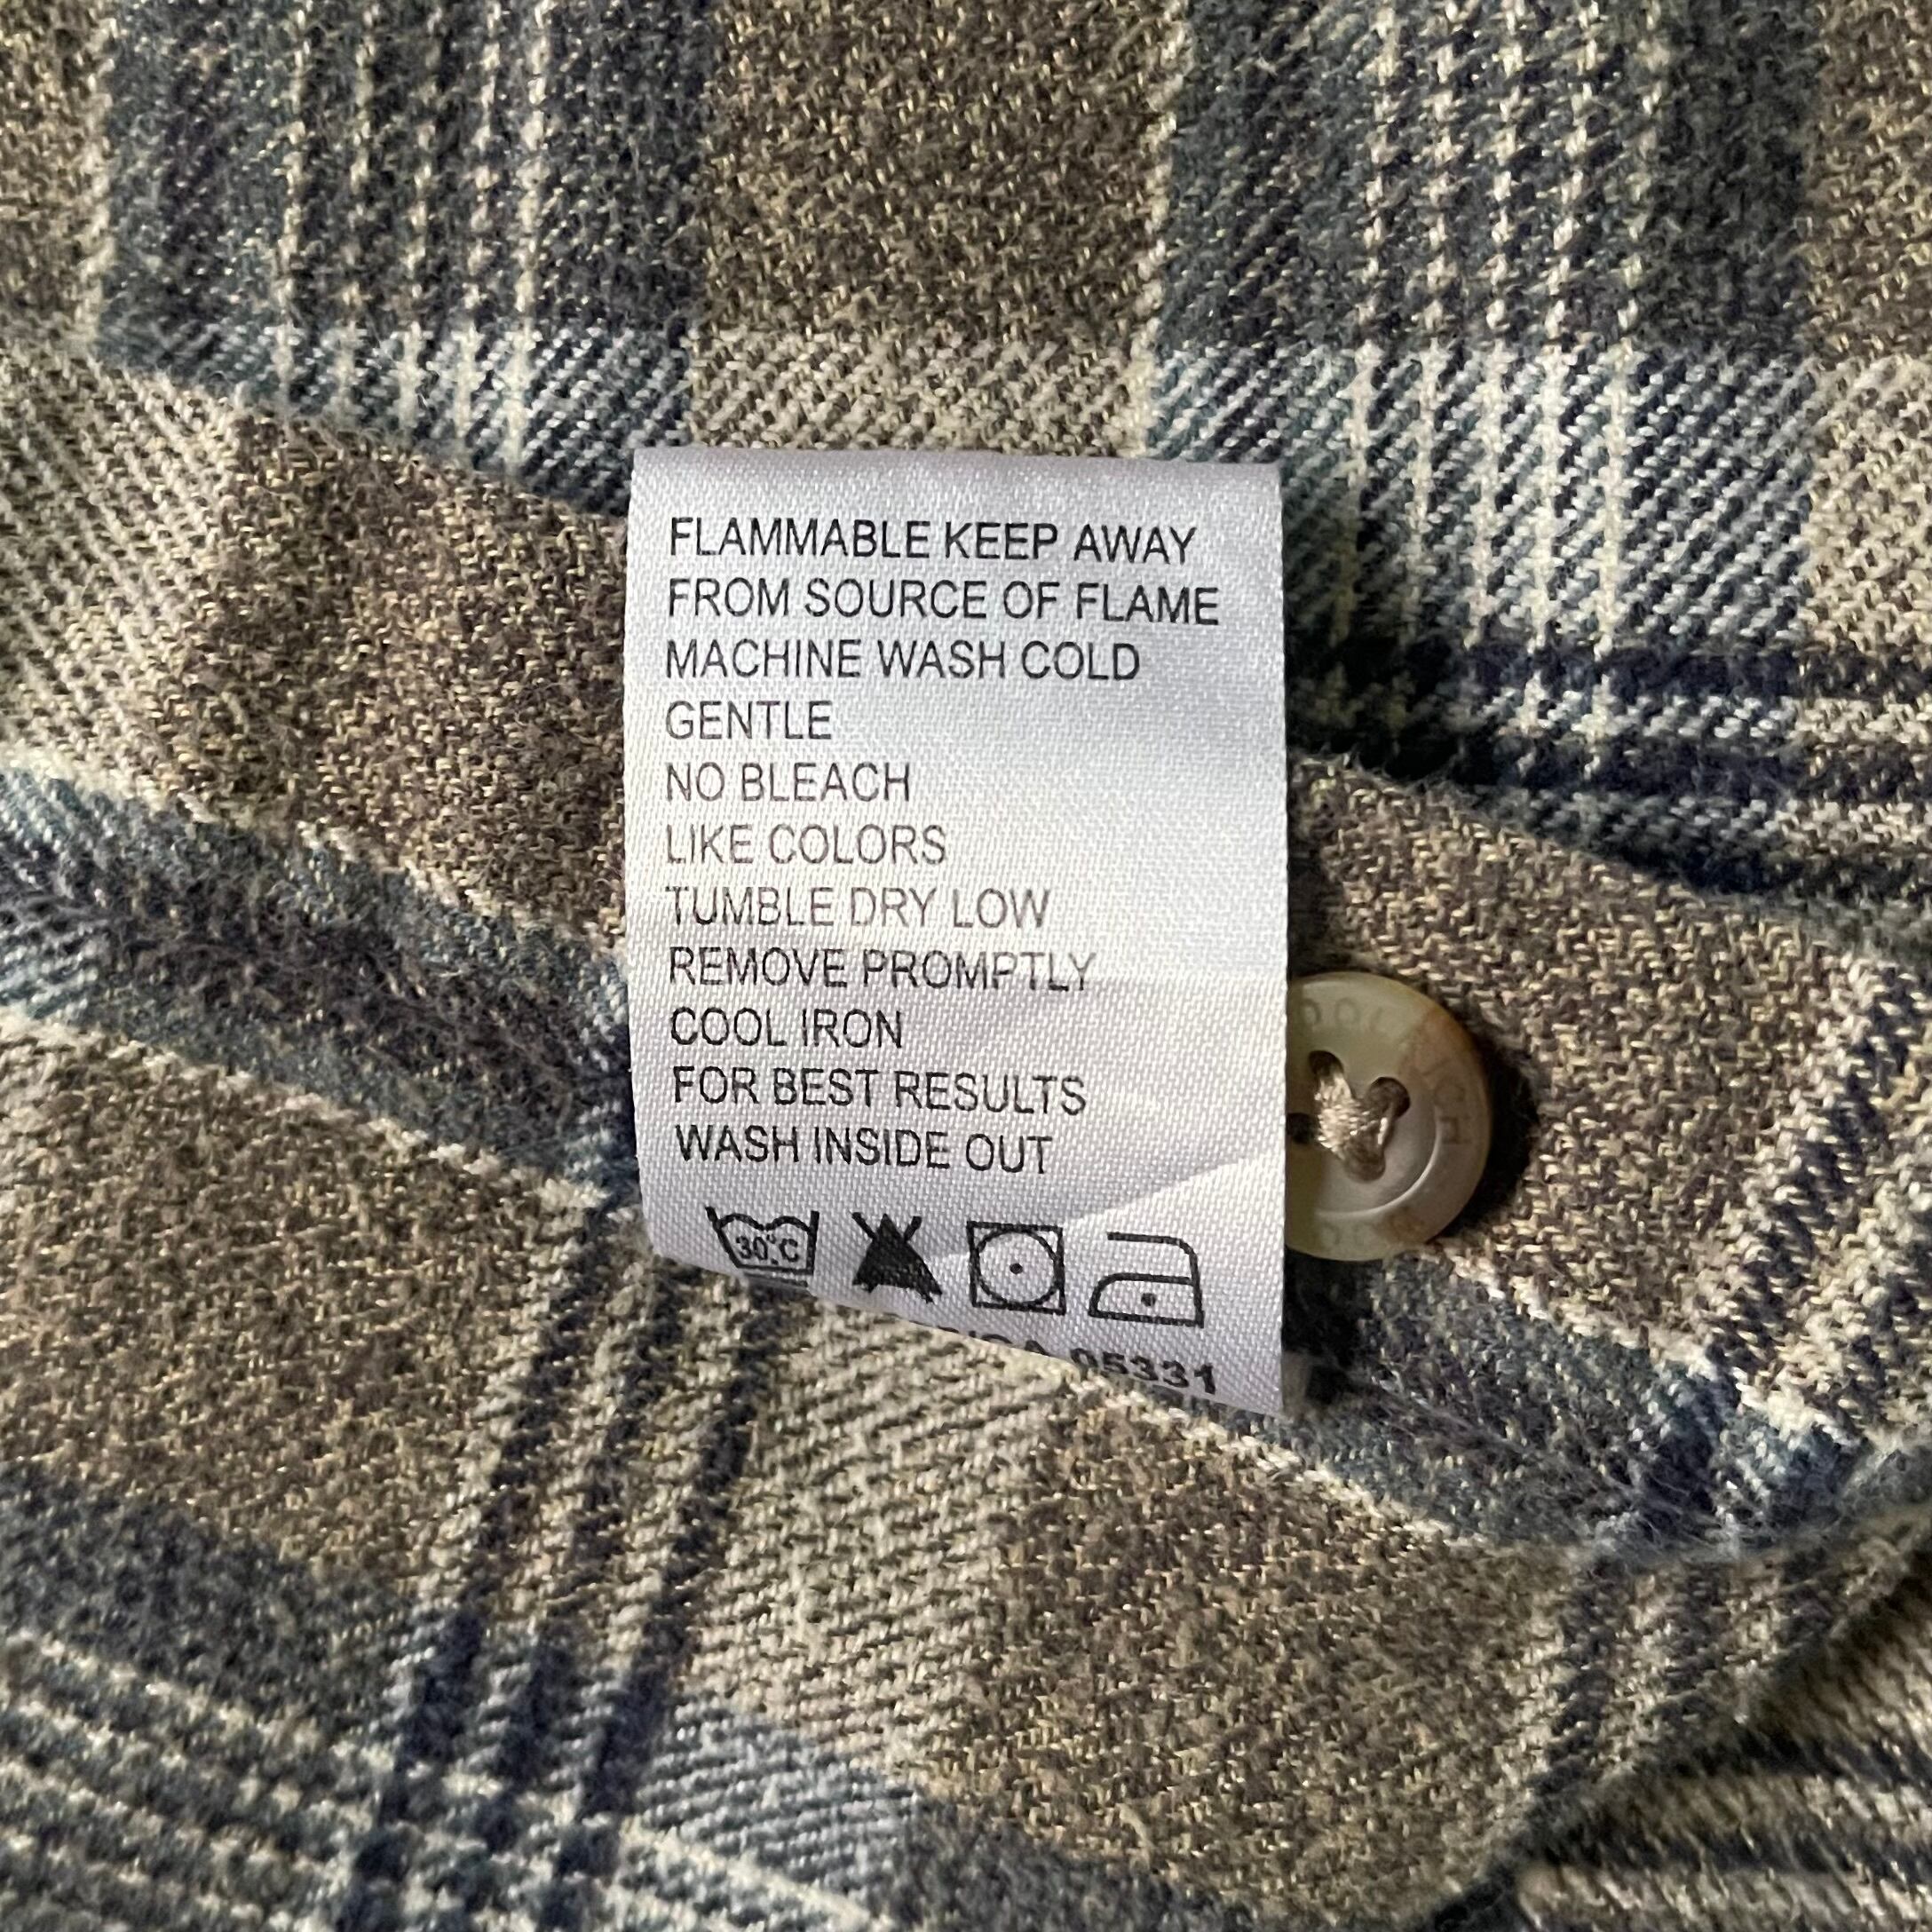 FLAMMABLE KEEP AWAY
FROM SOURCE OF FLAME
MACHINE WASH COLD
GENTLE
NO BLEACH
LIKE COLORS
TUMBLE DRY LOW
REMOVE PROMPTLY
COOL IRON
FOR BEST RESULTS
WASH INSIDE OUT
30°C
05331